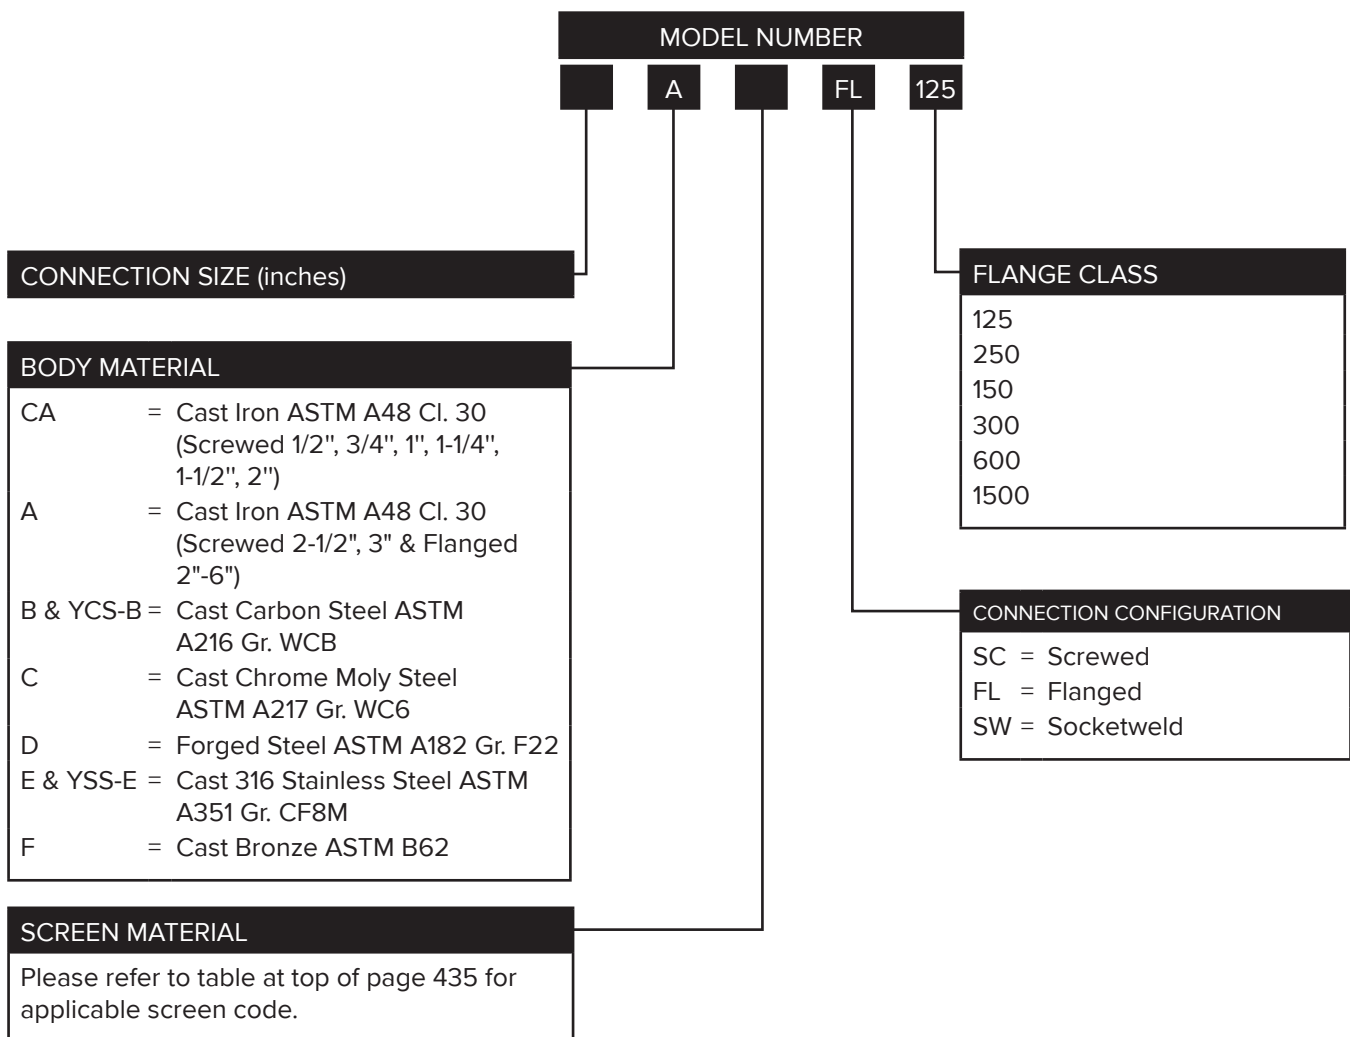 MODEL NUMBER
A FL 125
CONNECTION SIZE (inches)
BODY MATERIAL
CA = Cast Iron ASTM A48 Cl. 30
(Screwed 1/2", 3/4", 1", 1-1/4",
1-1/2", 2")
A = Cast Iron ASTM A48 Cl. 30
(Screwed 2-1/2", 3" & Flanged
2"-6")
B & YCS-B = Cast Carbon Steel ASTM
A216 Gr. WCB
C = Cast Chrome Moly Steel
ASTM A217 Gr. WC6
D = Forged Steel ASTM A182 Gr. F22
E & YSS-E = Cast 316 Stainless Steel ASTM
A351 Gr. CF8M
F = Cast Bronze ASTM B62
SCREEN MATERIAL
Please refer to table at top of page 435 for
applicable screen code.
FLANGE CLASS
125
250
150
300
600
1500
CONNECTION CONFIGURATION
SC = Screwed
FL = Flanged
SW = Socketweld